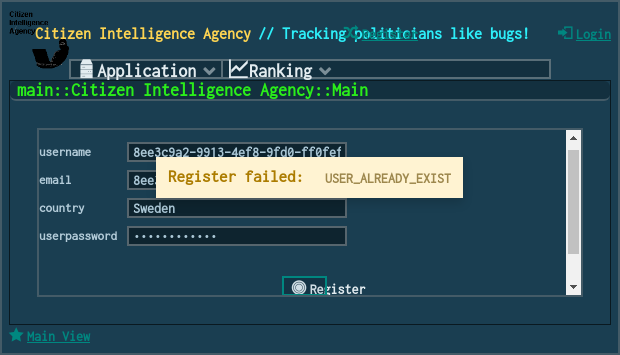 Citizen
Intelligence
Agency
Citizen Intelligence Agency // Tracking politicians like bugs!
Register
Login
Application
Ranking
main::Citizen Intelligence Agency::Main
username 8ee3c9a2-9913-4ef8-9fd0-ff0fef
Register failed: USER_ALREADY_EXIST
email
country Sweden
userpassword ············
Register
Main View